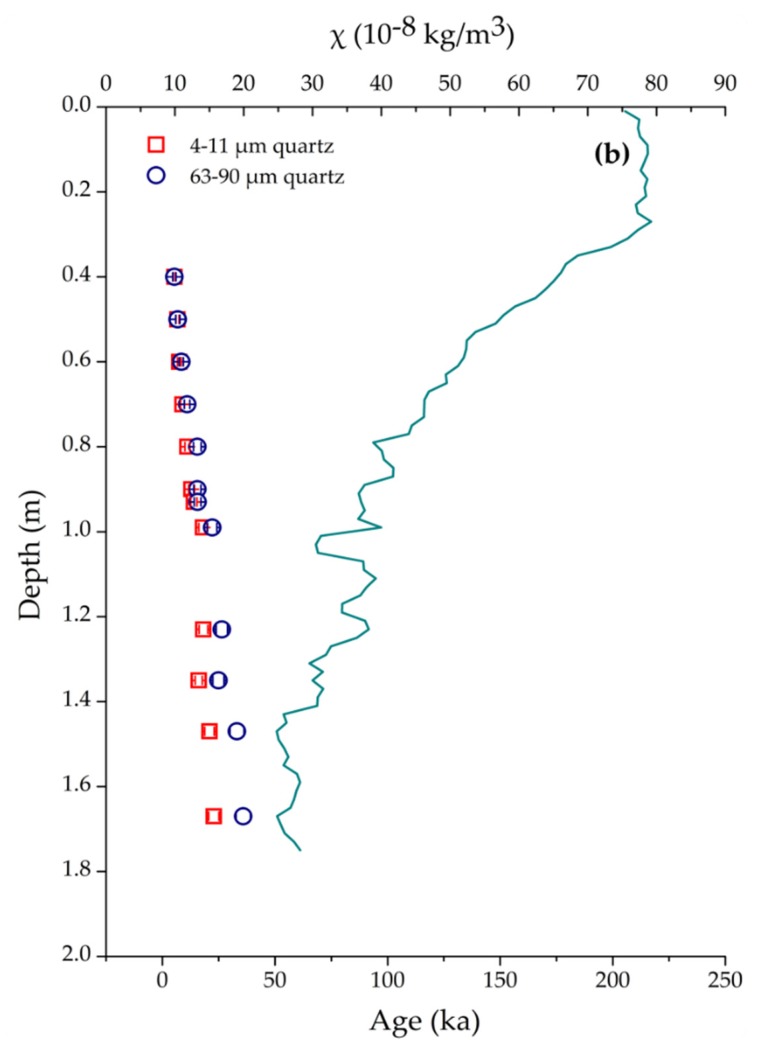 χ (10-8 kg/m3)
0 10 20 30 40 50 60 70 80 90
0.0
4-11 μm quartz
(b)
63-90 μm quartz
0.2
0.4
0.6
0.8
1.0
Depth (m)
1.2
1.4
1.6
1.8
2.0
0 50 100 150 200 250
Age (ka)